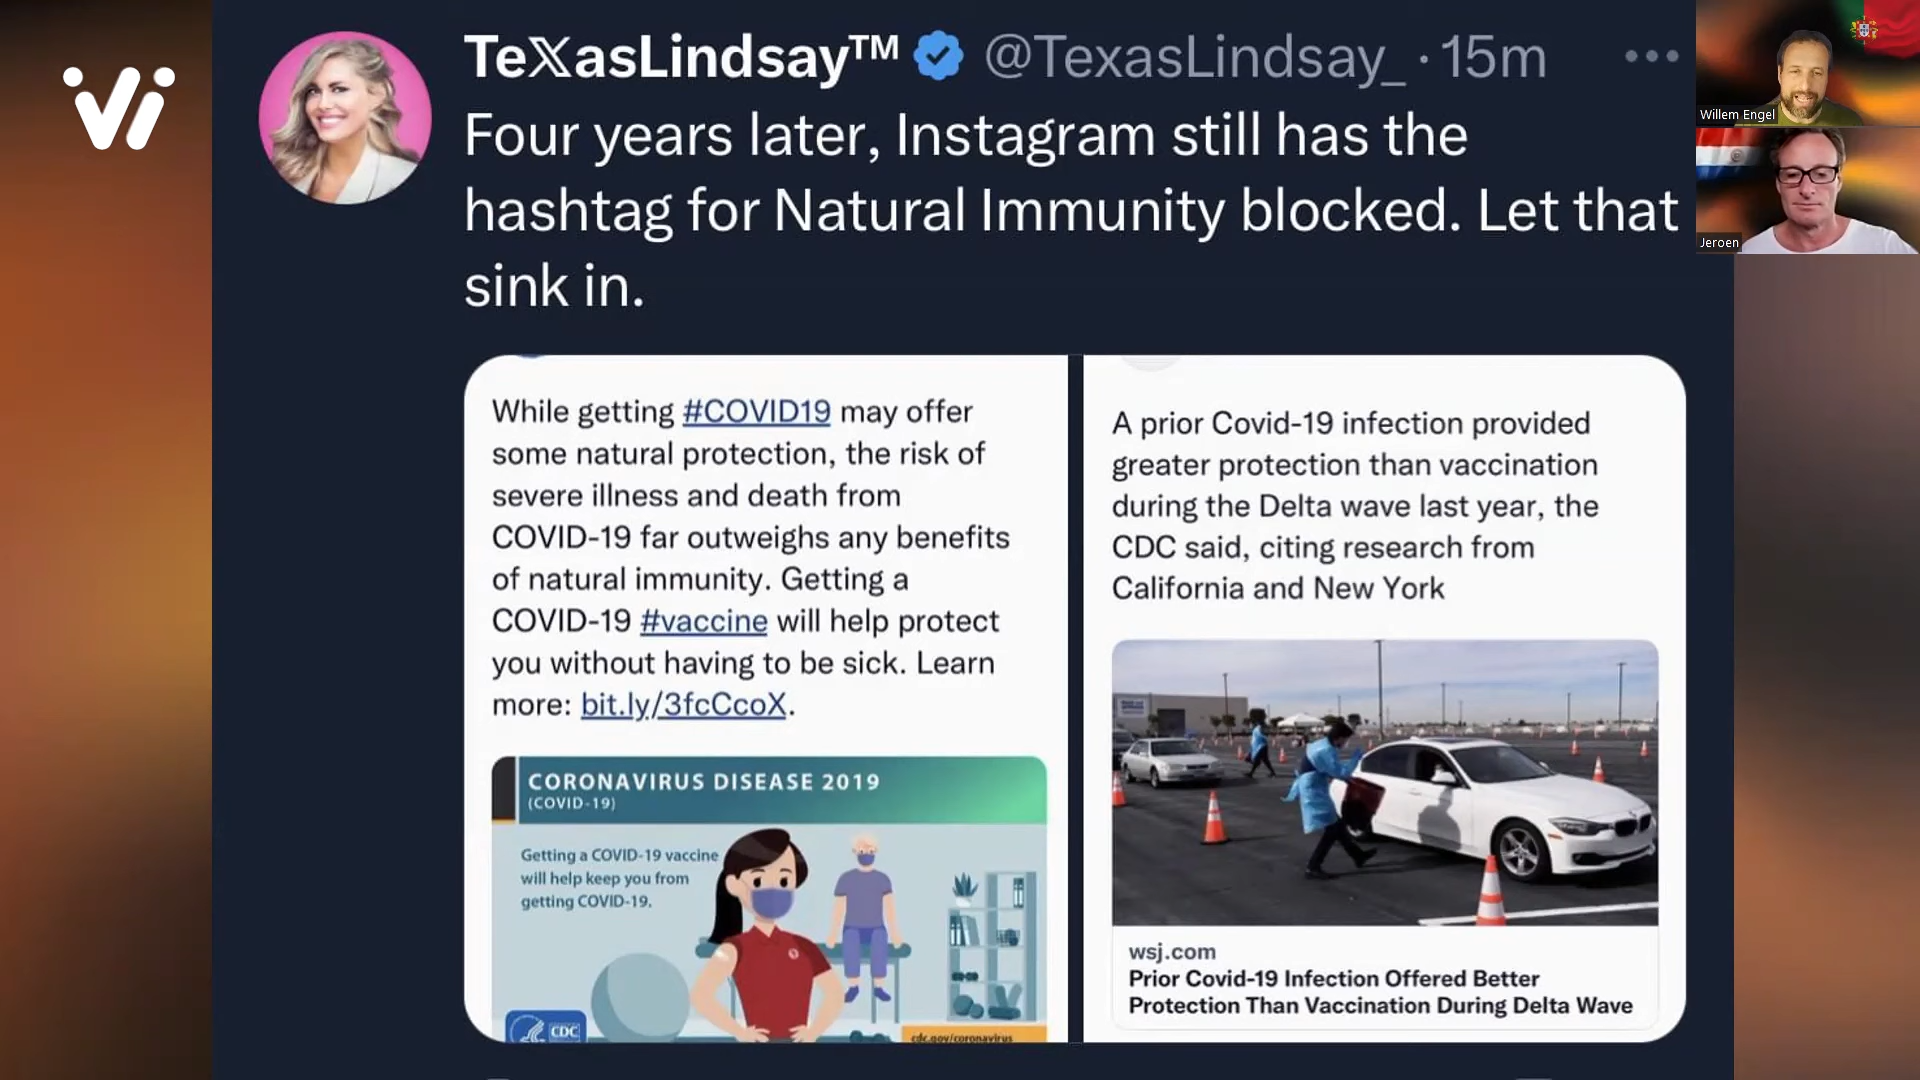 Vi
TeXasLindsay™ @TexasLindsay_ · 15m
Four years later, Instagram still has the
hashtag for Natural Immunity blocked. Let that
sink in.
While getting #COVID19 may offer
some natural protection, the risk of
severe illness and death from
COVID-19 far outweighs any benefits
of natural immunity. Getting a
COVID-19 #vaccine will help protect
you without having to be sick. Learn
more: bit.ly/3fcCcoX.
CORONAVIRUS DISEASE 2019
(COVID-19)
Getting a COVID-19 vaccine
will help keep you from
getting COVID-19.
CDC
cdc.gov/coronavirus
A prior Covid-19 infection provided
greater protection than vaccination
during the Delta wave last year, the
CDC said, citing research from
California and New York
wsj.com
Prior Covid-19 Infection Offered Better
Protection Than Vaccination During Delta Wave
Willem Engel
Jeroen